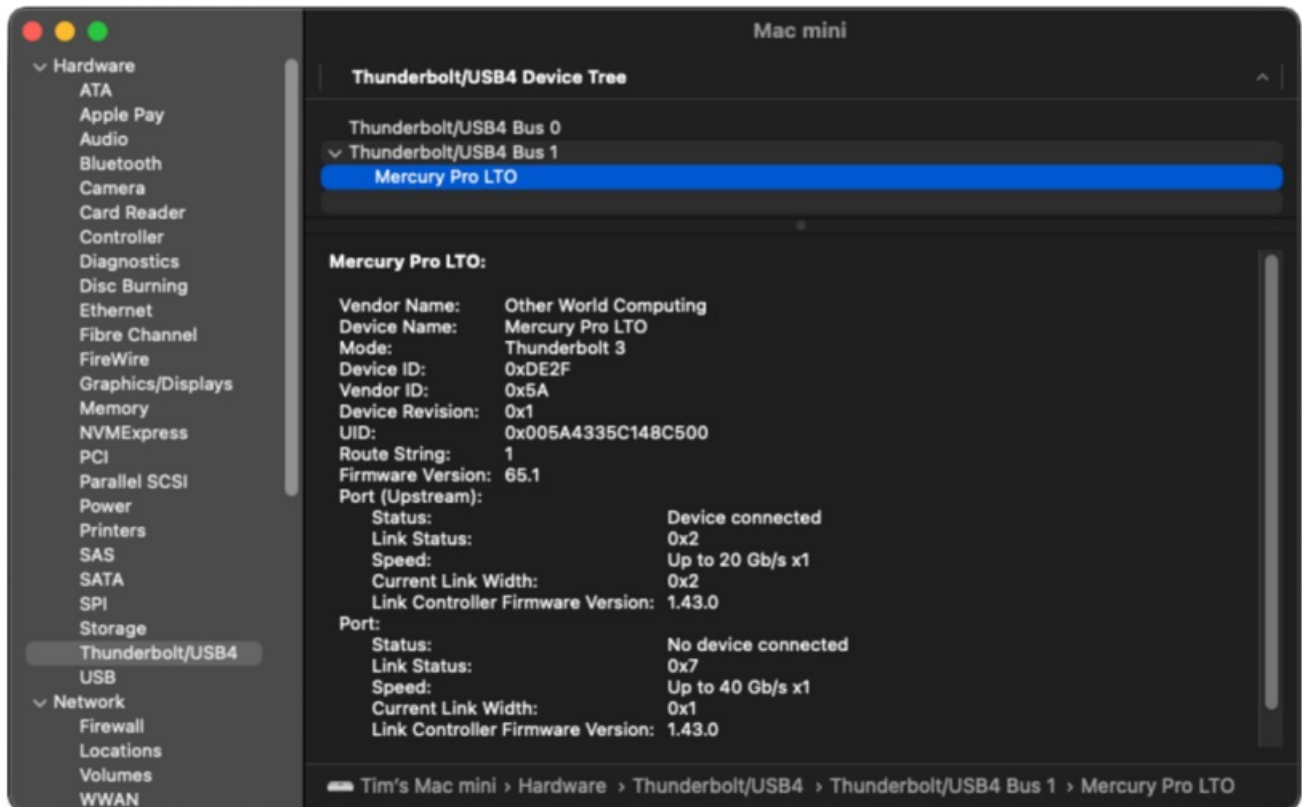 Mac mini
Hardware
ATA
Apple Pay
Audio
Bluetooth
Camera
Card Reader
Controller
Diagnostics
Disc Burning
Ethernet
Fibre Channel
FireWire
Graphics/Displays
Memory
NVMExpress
PCI
Parallel SCSI
Power
Printers
SAS
SATA
SPI
Storage
Thunderbolt/USB4
USB
Network
Firewall
Locations
Volumes
WWAN
Thunderbolt/USB4 Device Tree
Thunderbolt/USB4 Bus 0
Thunderbolt/USB4 Bus 1
Mercury Pro LTO
Mercury Pro LTO:
Vendor Name: Other World Computing
Device Name: Mercury Pro LTO
Mode: Thunderbolt 3
Device ID: 0xDE2F
Vendor ID: 0x5A
Device Revision: 0x1
UID: 0x005A4335C148C500
Route String: 1
Firmware Version: 65.1
Port (Upstream):
Status: Device connected
Link Status: 0x2
Speed: Up to 20 Gb/s x1
Current Link Width: 0x2
Link Controller Firmware Version: 1.43.0
Port:
Status: No device connected
Link Status: 0x7
Speed: Up to 40 Gb/s x1
Current Link Width: 0x1
Link Controller Firmware Version: 1.43.0
Tim's Mac mini › Hardware › Thunderbolt/USB4 › Thunderbolt/USB4 Bus 1 › Mercury Pro LTO